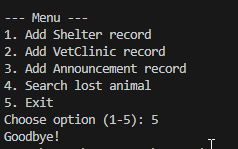 --- Menu ---
1. Add Shelter record
2. Add VetClinic record
3. Add Announcement record
4. Search lost animal
5. Exit
Choose option (1-5): 5
Goodbye!